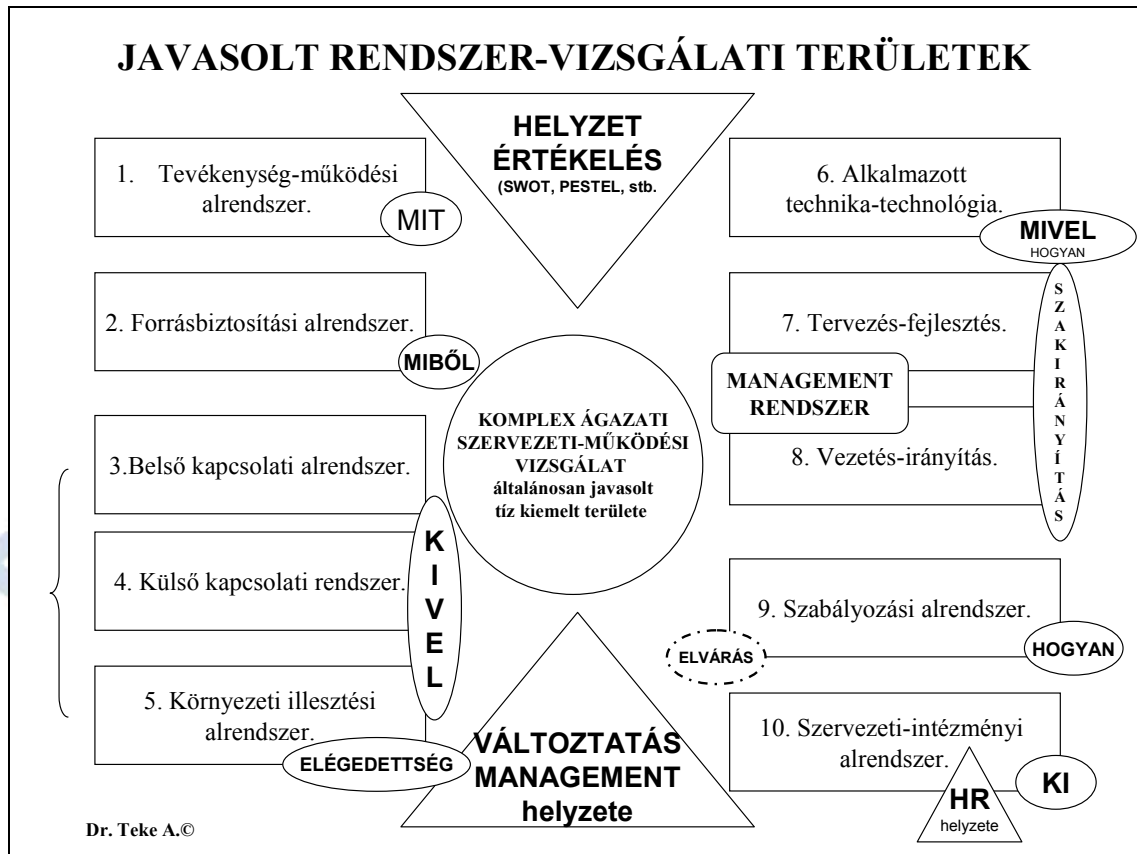 JAVASOLT RENDSZER-VIZSGÁLATI TERÜLETEK
HELYZET
ÉRTÉKELÉS
(SWOT, PESTEL, stb.
1. Tevékenység-működési
alrendszer.
MIT
2. Forrásbiztosítási alrendszer.
MIBŐL
3.Belső kapcsolati alrendszer.
4. Külső kapcsolati rendszer.
KIVEL
5. Környezeti illesztési
alrendszer.
ELÉGEDETTSÉG
KOMPLEX ÁGAZATI
SZERVEZETI-MŰKÖDÉSI
VIZSGÁLAT
általánosan javasolt
tíz kiemelt területe
VÁLTOZTATÁS
MANAGEMENT
helyzete
6. Alkalmazott
technika-technológia.
MIVEL
HOGYAN
7. Tervezés-fejlesztés.
MANAGEMENT
RENDSZER
8. Vezetés-irányítás.
SZAKIRÁNYÍTÁS
9. Szabályozási alrendszer.
ELVÁRÁS
HOGYAN
10. Szervezeti-intézményi
alrendszer.
KI
HR
helyzete
Dr. Teke A.©